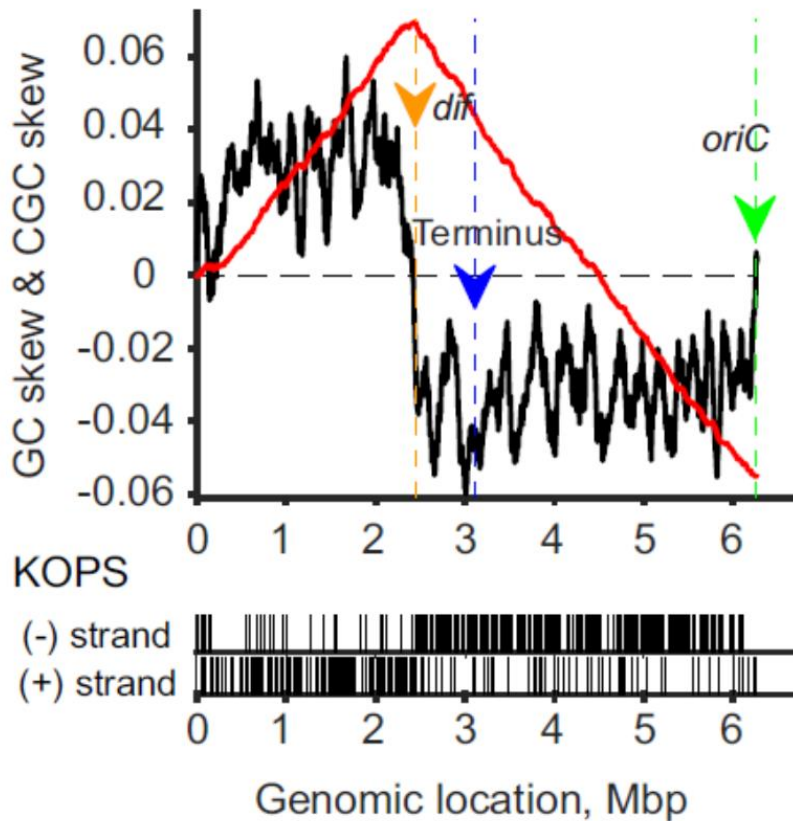 GC skew & CGC skew
0.06
0.04
0.02
0
-0.02
-0.04
-0.06
dif
oriC
Terminus
0 1 2 3 4 5 6
KOPS
(-) strand
(+) strand
0 1 2 3 4 5 6
Genomic location, Mbp